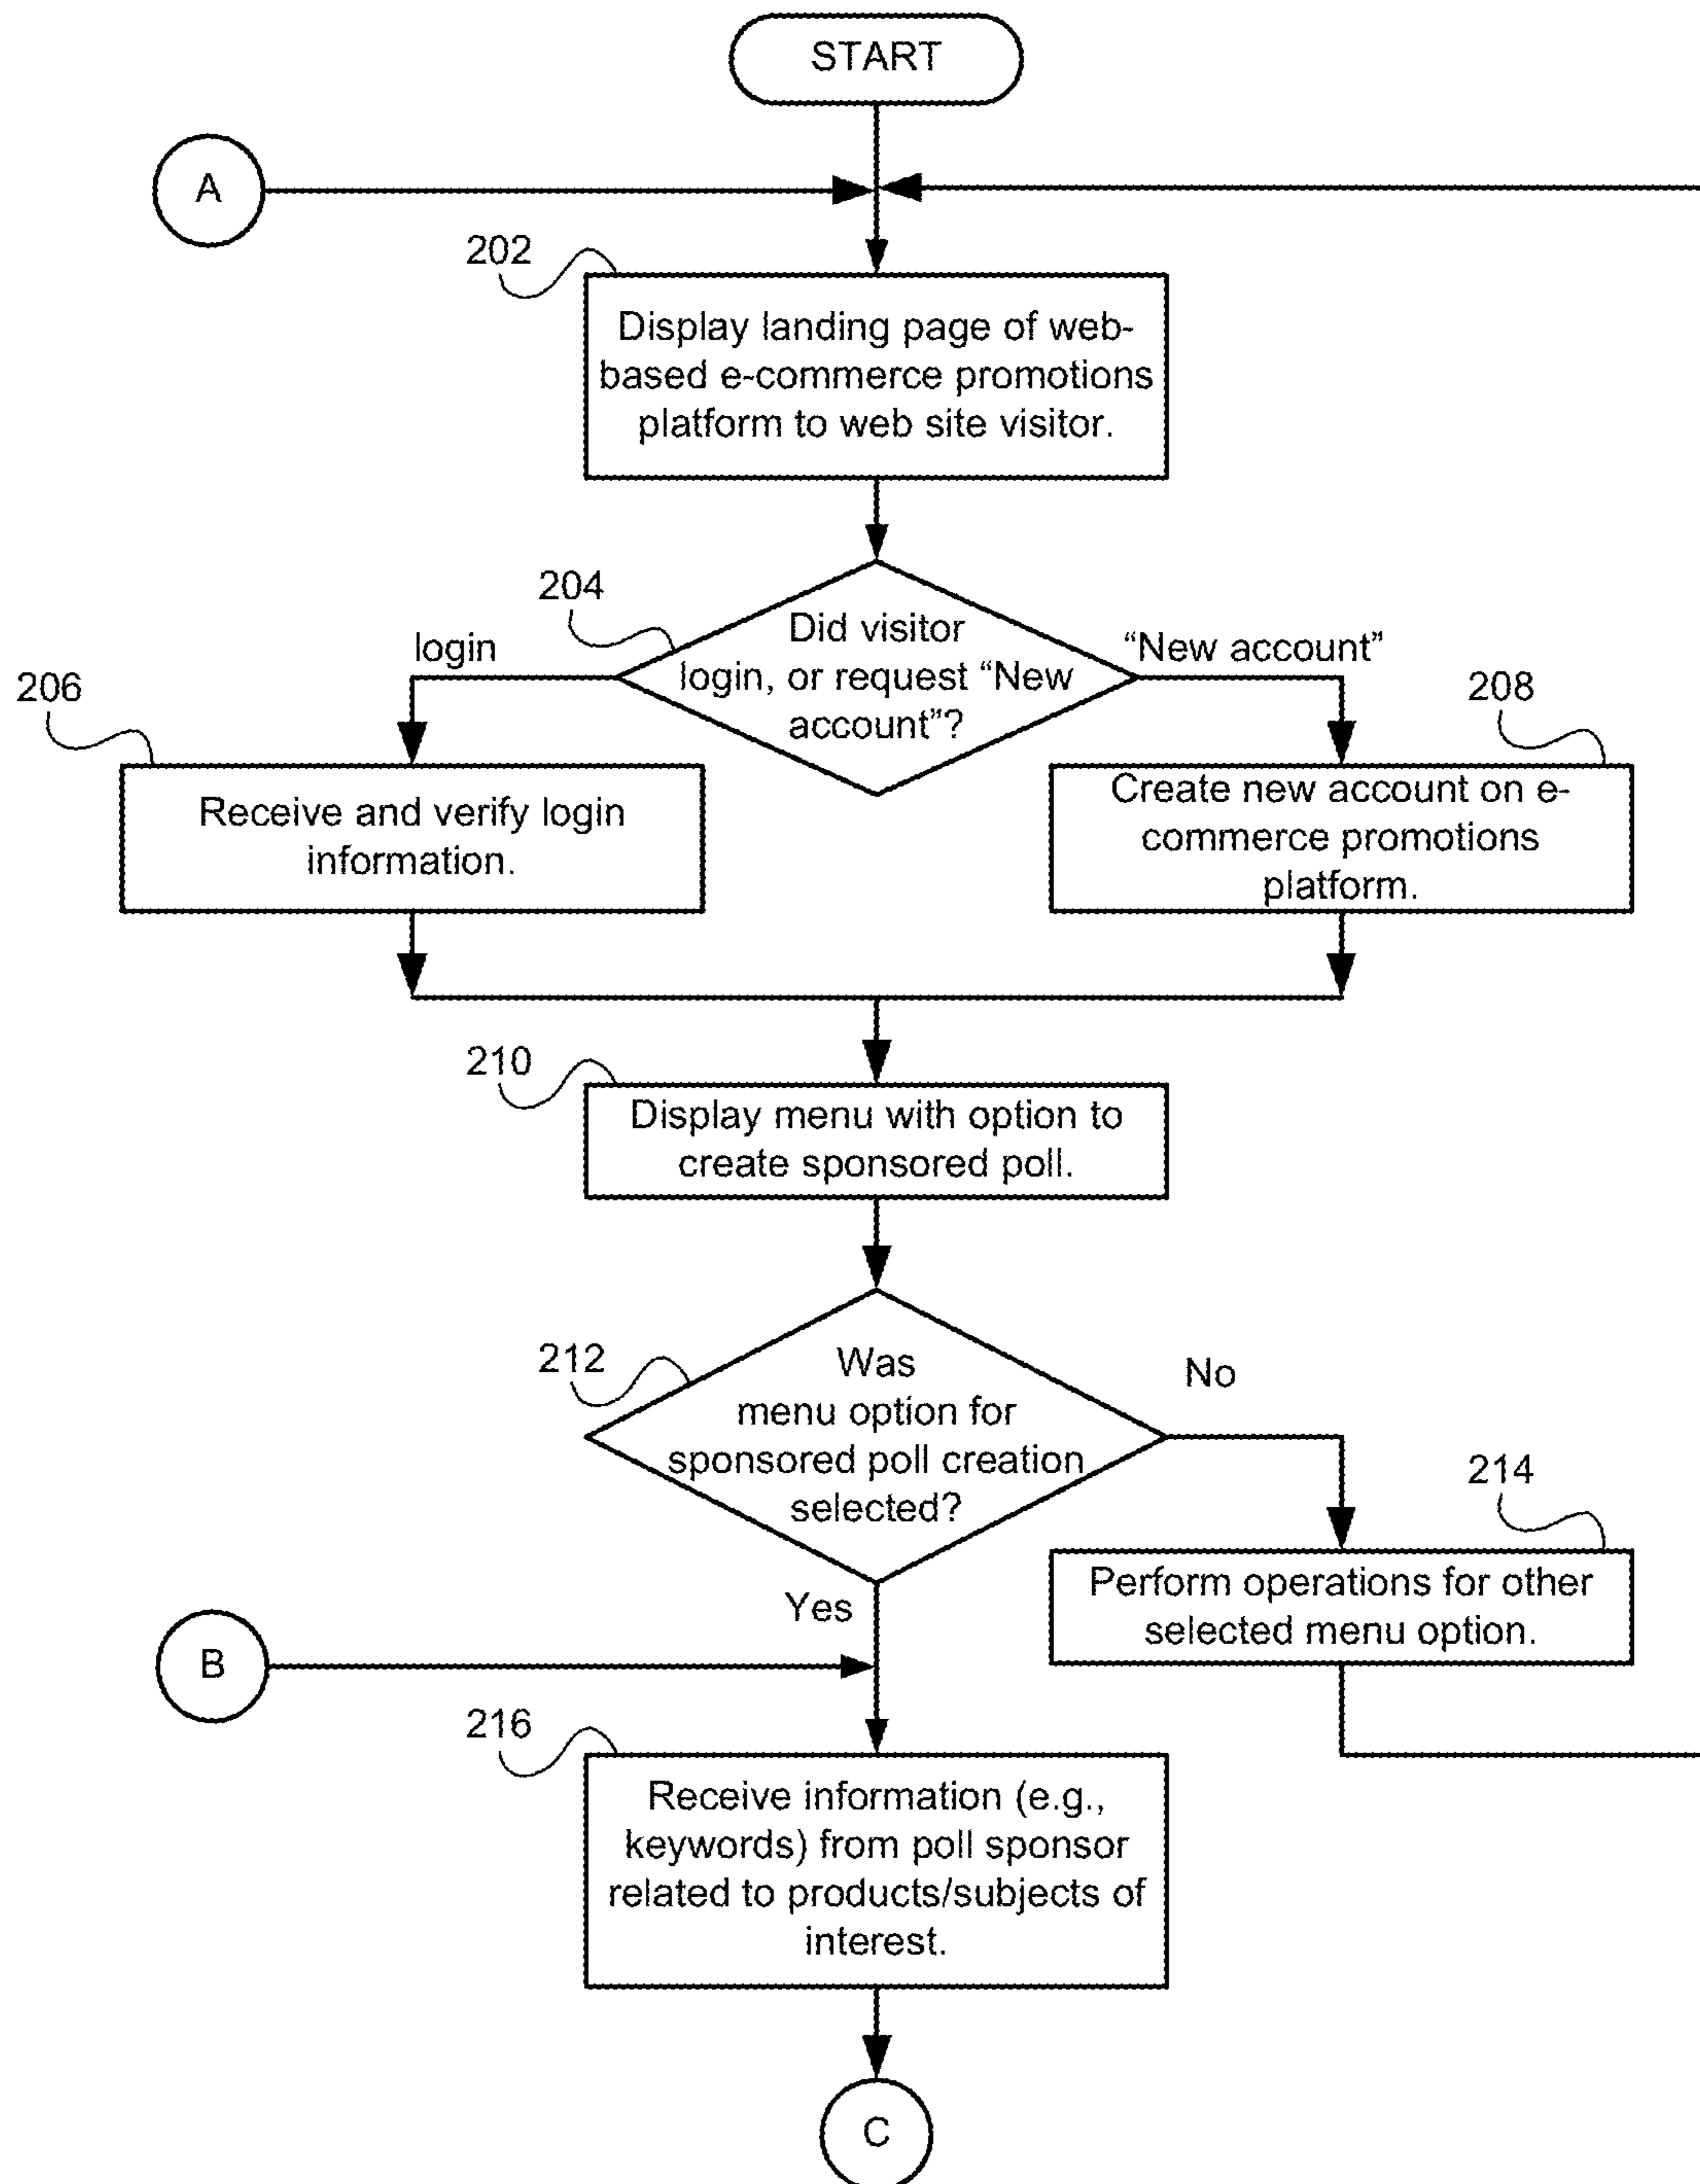 START
A
202
Display landing page of web-
based e-commerce promotions
platform to web site visitor.
204
Did visitor
login, or request “New
account”?
login
“New account”
206
Receive and verify login
information.
208
Create new account on e-
commerce promotions
platform.
210
Display menu with option to
create sponsored poll.
212
Was
menu option for
sponsored poll creation
selected?
No
214
Perform operations for other
selected menu option.
Yes
B
216
Receive information (e.g.,
keywords) from poll sponsor
related to products/subjects of
interest.
C